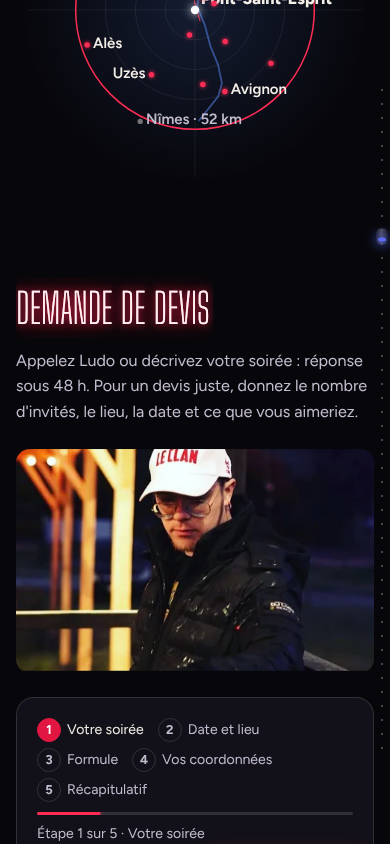 Pont-Saint-Esprit
Alès
Uzès
Avignon
Nîmes · 52 km
DEMANDE DE DEVIS
Appelez Ludo ou décrivez votre soirée : réponse
sous 48 h. Pour un devis juste, donnez le nombre
d'invités, le lieu, la date et ce que vous aimeriez.
LE CLAN
1 Votre soirée 2 Date et lieu
3 Formule 4 Vos coordonnées
5 Récapitulatif
Étape 1 sur 5 · Votre soirée